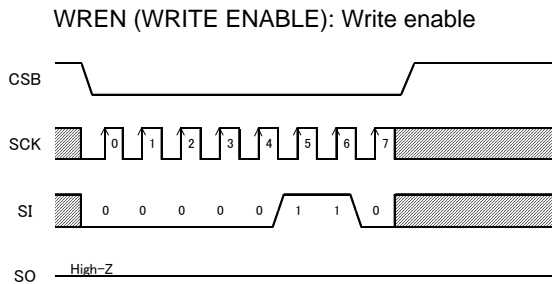 WREN (WRITE ENABLE): Write enable
CSB
SCK 0 1 2 3 4 5 6 7
SI 0 0 0 0 0 1 1 0
SO High-Z